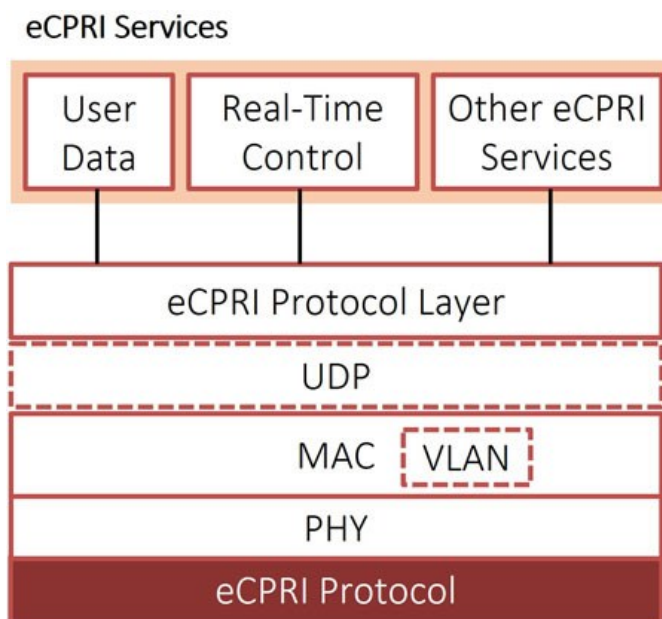 eCPRI Services
User
Data
Real-Time
Control
Other eCPRI
Services
eCPRI Protocol Layer
UDP
MAC
VLAN
PHY
eCPRI Protocol